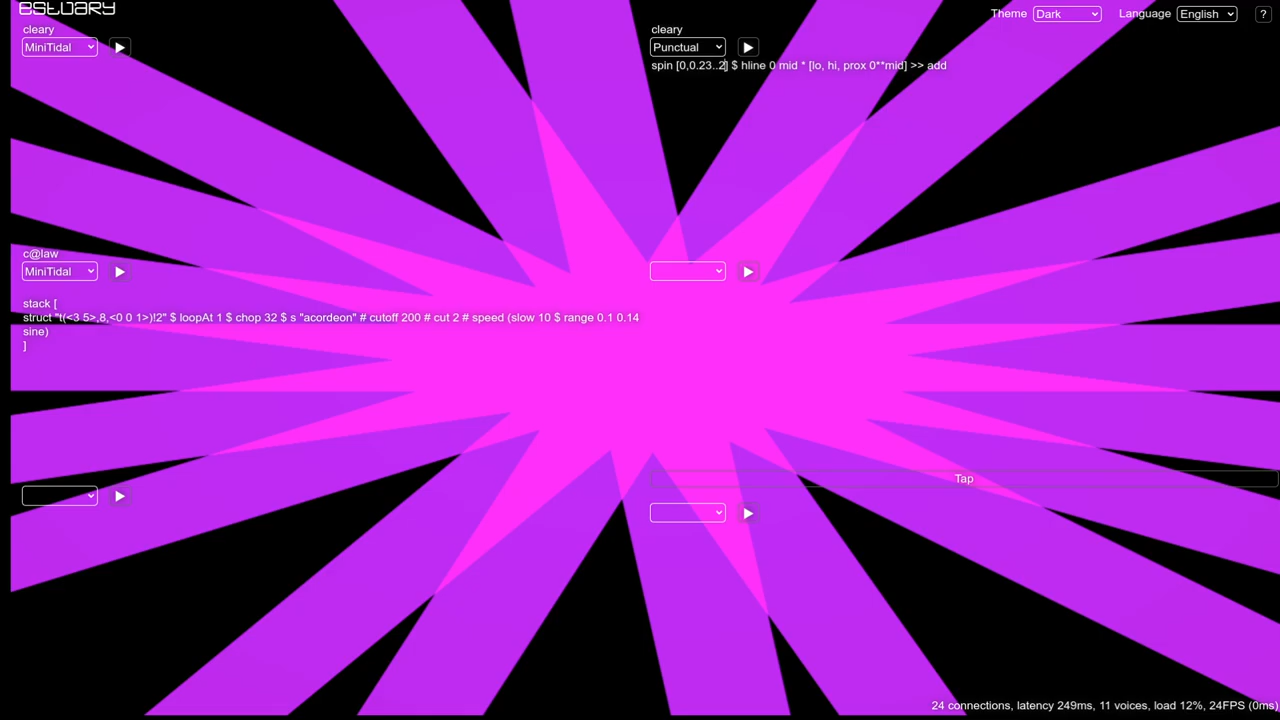 estuary
Theme Dark Language English ?
cleary
MiniTidal
cleary
Punctual
spin [0,0.23..2] $ hline 0 mid * [lo, hi, prox 0**mid] >> add
c@law
MiniTidal
stack [
struct "t(<3 5>,8,<0 0 1>)!2" $ loopAt 1 $ chop 32 $ s "acordeon" # cutoff 200 # cut 2 # speed (slow 10 $ range 0.1 0.14
sine)
]
Tap
24 connections, latency 249ms, 11 voices, load 12%, 24FPS (0ms)